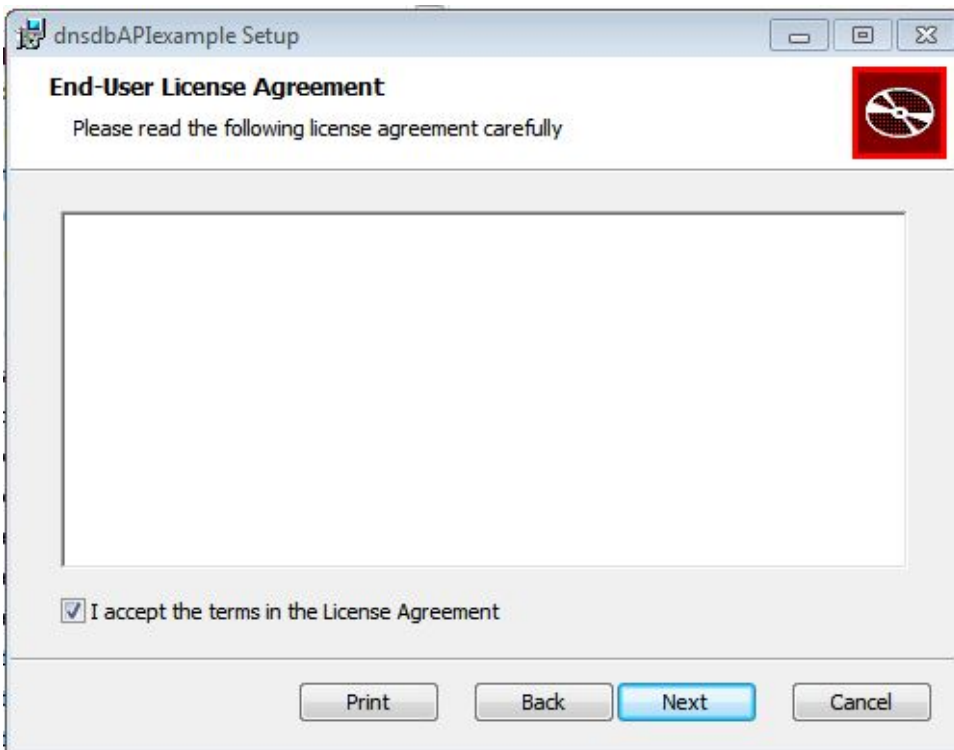 dnsdbAPIexample Setup
End-User License Agreement
Please read the following license agreement carefully
I accept the terms in the License Agreement
Print Back Next Cancel